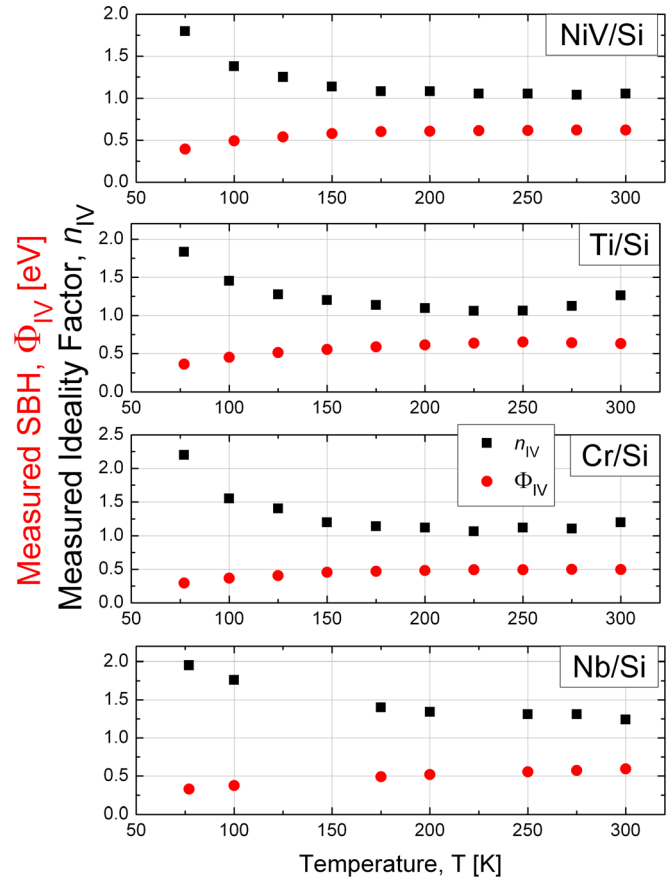 Measured SBH, ΦIV [eV]
Measured Ideality Factor, nIV
NiV/Si
2.0
1.5
1.0
0.5
0.0
50 100 150 200 250 300
Ti/Si
2.0
1.5
1.0
0.5
0.0
50 100 150 200 250 300
Cr/Si
nIV
ΦIV
2.5
2.0
1.5
1.0
0.5
0.0
50 100 150 200 250 300
Nb/Si
2.0
1.5
1.0
0.5
0.0
50 100 150 200 250 300
Temperature, T [K]